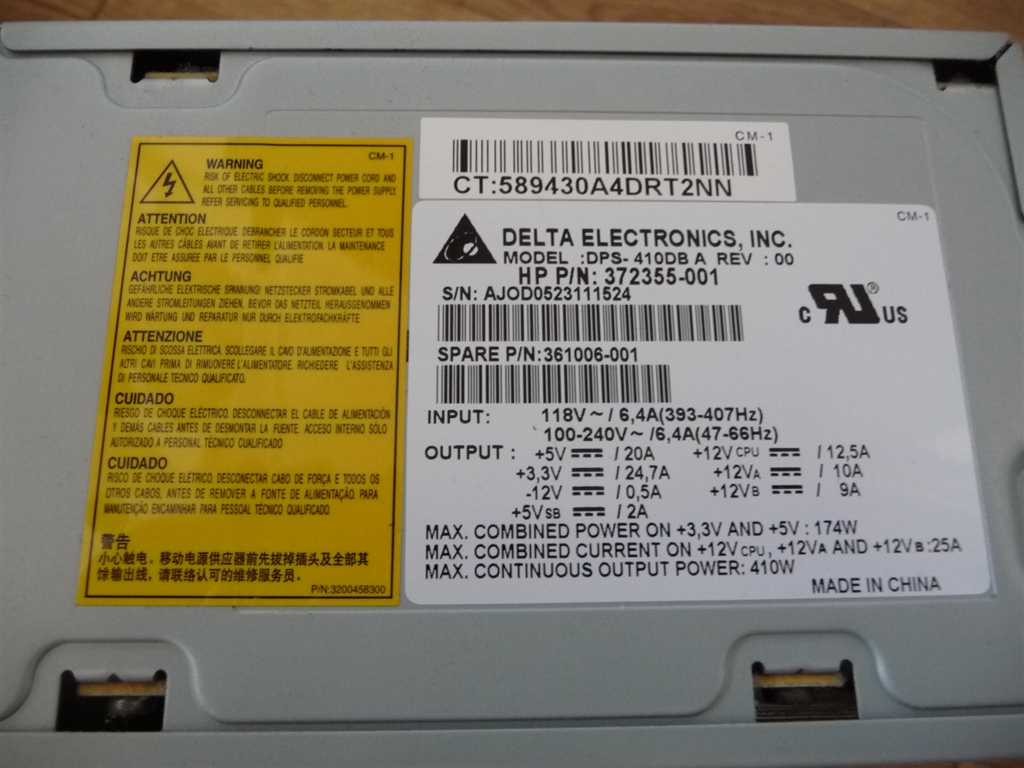 CM-1
WARNING
RISK OF ELECTRIC SHOCK. DISCONNECT POWER CORD AND
ALL OTHER CABLES BEFORE REMOVING THE POWER SUPPLY.
REFER SERVICING TO QUALIFIED PERSONNEL.
ATTENTION
RISQUE DE CHOC ELECTRIQUE. DEBRANCHER LE CORDON SECTEUR ET TOUS
LES AUTRES CÂBLES AVANT DE RETIRER L'ALIMENTATION. LA MAINTENANCE
DOIT ETRE ASSUREE PAR LE PERSONNEL QUALIFIE
ACHTUNG
GEFÄHRLICHE ELEKTRISCHE SPANNUNG! NETZSTECKER STROMKABEL UND ALLE
ANDERE STROMLEITUNGEN ZIEHEN, BEVOR DAS NETZTEIL HERAUSGENOMMEN
WIRD WARTUNG UND REPARATUR NUR DURCH ELEKTROFACHKRÄFTE
ATTENZIONE
RISCHIO DI SCOSSA ELETTRICA. SCOLLEGARE IL CAVO D'ALIMENTAZIONE E TUTTI GLI
ALTRI CAVI PRIMA DI RIMUOVERE L'ALIMENTATORE. RICHIEDERE L'ASSISTENZA
DI PERSONALE TECNICO QUALIFICATO.
CUIDADO
RIESGO DE CHOQUE ELÉCTRICO. DESCONECTAR EL CABLE DE ALIMENTACIÓN
Y DEMÁS CABLES ANTES DE DESMONTAR LA FUENTE. ACCESO INTERNO SÓLO
AUTORIZADO A PERSONAL TÉCNICO CUALIFICADO
CUIDADO
RISCO DE CHOQUE ELÉTRICO. DESCONECTAR CABO DE FORÇA E TODOS OS
OTROS CABOS, ANTES DE REMOVER A FONTE DE ALIMENTAÇÃO. PARA
MANUTENÇÃO ENCAMINHAR PARA PESSOAL TÉCNICO QUALIFICADO.
警告
小心触电。移动电源供应器前先拔掉插头及全部其
馀输出线，请联络认可的维修服务员。
P/N:3200458300
CM-1
CT:589430A4DRT2NN
CM-1
DELTA ELECTRONICS, INC.
MODEL :DPS-410DB A REV : 00
HP P/N: 372355-001
S/N: AJOD0523111524
C RU ® US
SPARE P/N:361006-001
INPUT: 118V~/6,4A(393-407Hz)
100-240V~/6,4A(47-66Hz)
OUTPUT : +5V ⎓ /20A +12VCPU ⎓ /12,5A
+3,3V ⎓ /24,7A +12VA ⎓ / 10A
-12V ⎓ /0,5A +12VB ⎓ / 9A
+5VSB ⎓ /2A
MAX. COMBINED POWER ON +3,3V AND +5V : 174W
MAX. COMBINED CURRENT ON +12VCPU, +12VA AND +12VB:25A
MAX. CONTINUOUS OUTPUT POWER: 410W
MADE IN CHINA